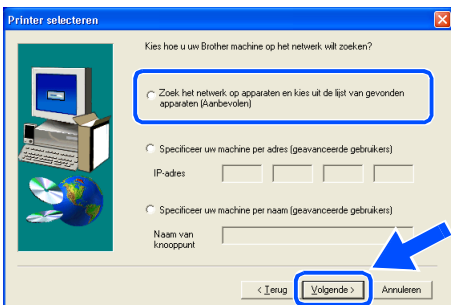 Printer selecteren
Kies hoe u uw Brother machine op het netwerk wilt zoeken?
Zoek het netwerk op apparaten en kies uit de lijst van gevonden
apparaten (Aanbevolen)
Specificeer uw machine per adres (geavanceerde gebruikers)
IP-adres
Specificeer uw machine per naam (geavanceerde gebruikers)
Naam van
knooppunt
< Terug
Volgende >
Annuleren